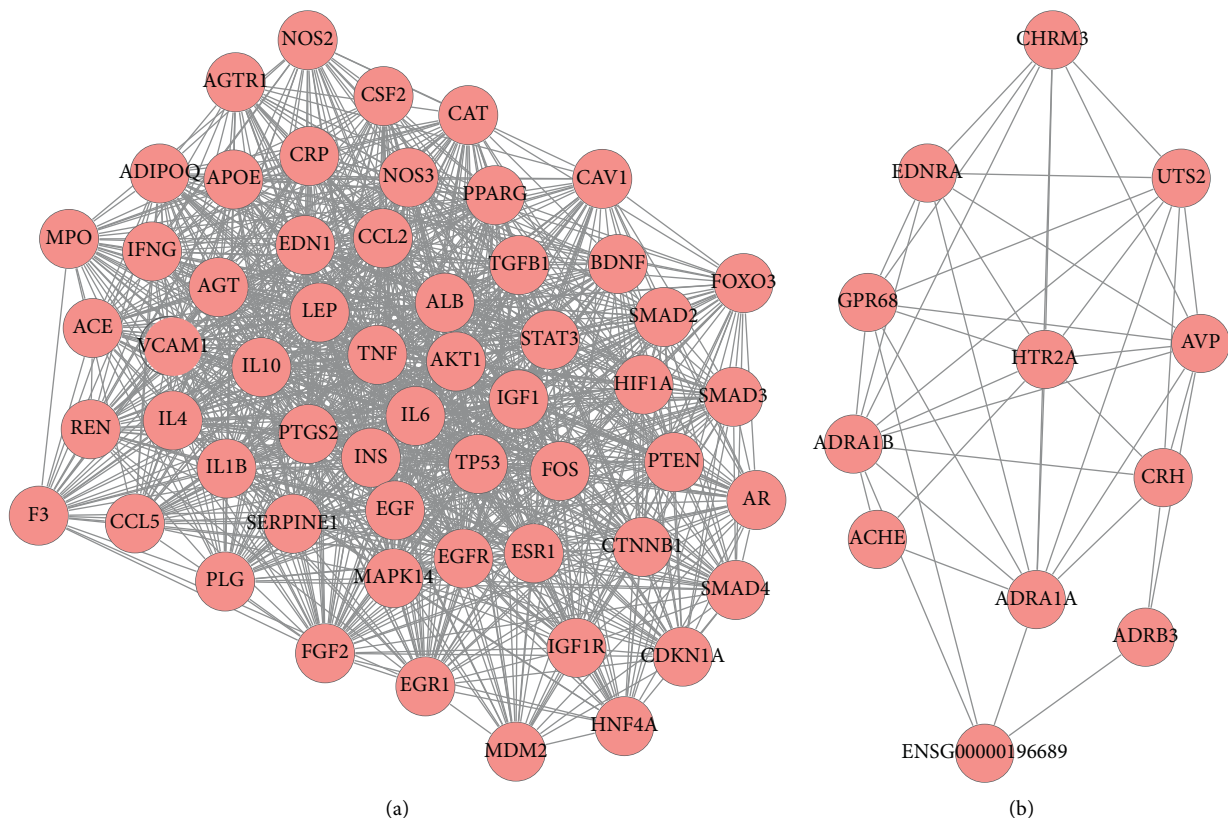 NOS2
AGTR1
CSF2
CAT
CRP
ADIPOQ
APOE
NOS3
PPARG
CAV1
MPO
IFNG
EDN1
CCL2
TGFB1
BDNF
FOXO3
AGT
LEP
ALB
SMAD2
ACE
VCAM1
IL10
TNF
AKT1
STAT3
HIF1A
SMAD3
REN
IL4
PTGS2
IL6
IGF1
IL1B
INS
TP53
FOS
PTEN
AR
F3
CCL5
SERPINE1
EGF
PLG
MAPK14
EGFR
ESR1
CTNNB1
SMAD4
FGF2
EGR1
IGF1R
CDKN1A
MDM2
HNF4A
(a)
CHRM3
EDNRA
UTS2
GPR68
HTR2A
AVP
ADRA1B
CRH
ACHE
ADRA1A
ADRB3
ENSG00000196689
(b)